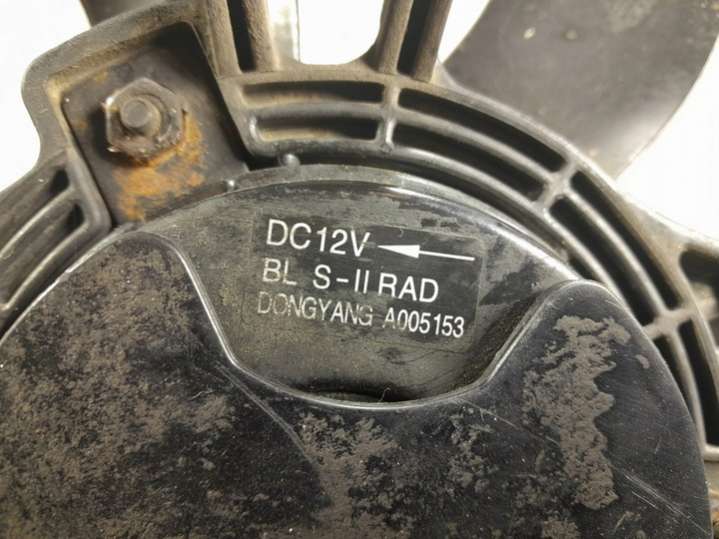 DC12V ←
BL S-II RAD
DONGYANG A005153